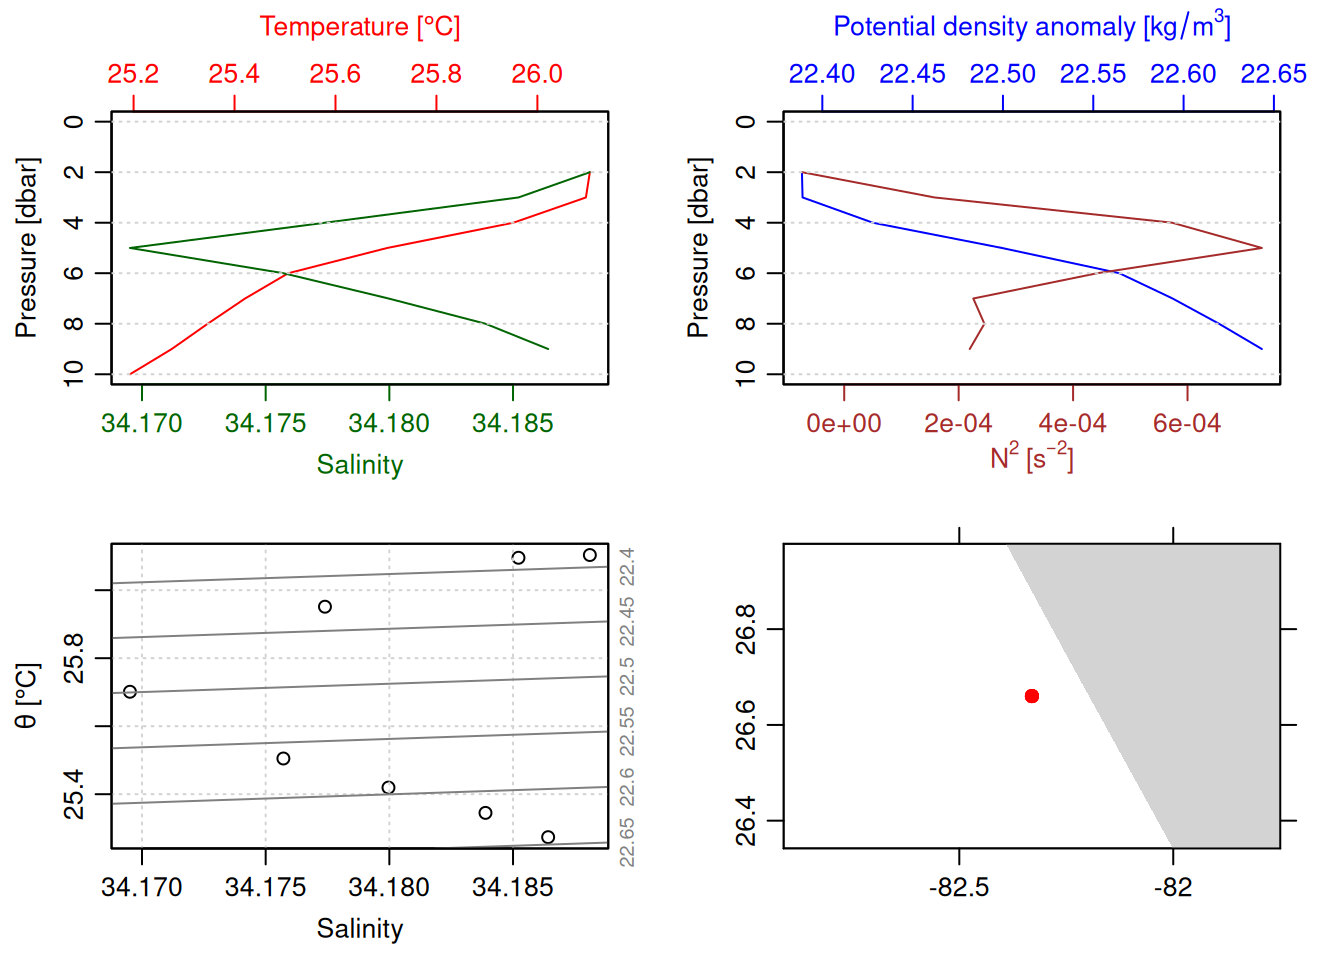 Temperature [°C]
25.2 25.4 25.6 25.8 26.0
Pressure [dbar]
0
2
4
6
8
10
34.170 34.175 34.180 34.185
Salinity
Potential density anomaly [kg/m³]
22.40 22.45 22.50 22.55 22.60 22.65
Pressure [dbar]
0
2
4
6
8
10
0e+00 2e-04 4e-04 6e-04
N² [s⁻²]
θ [°C]
25.8
25.4
22.4
22.45
22.5
22.55
22.6
22.65
34.170 34.175 34.180 34.185
Salinity
26.8
26.6
26.4
-82.5 -82